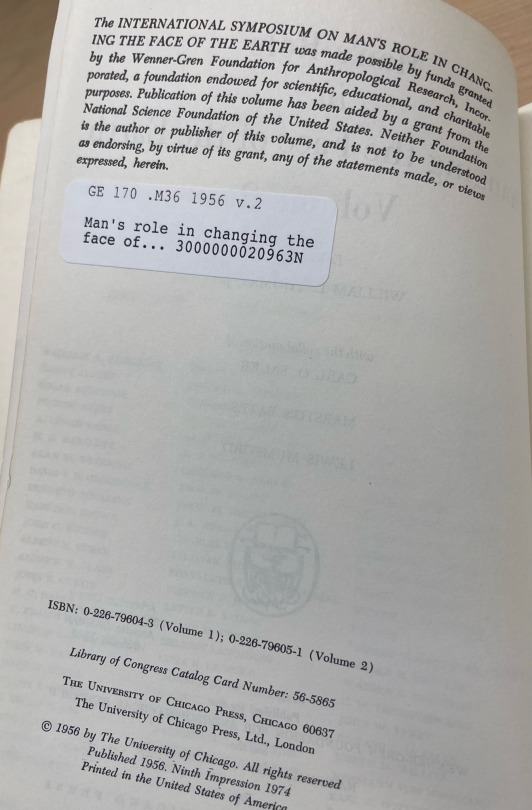 The INTERNATIONAL SYMPOSIUM ON MAN'S ROLE IN CHANG-
ING THE FACE OF THE EARTH was made possible by funds granted
by the Wenner-Gren Foundation for Anthropological Research, Incor-
porated, a foundation endowed for scientific, educational, and charitable
purposes. Publication of this volume has been aided by a grant from the
National Science Foundation of the United States. Neither Foundation
is the author or publisher of this volume, and is not to be understood
as endorsing, by virtue of its grant, any of the statements made, or views
expressed, herein.
GE 170 .M36 1956 v.2
Man's role in changing the
face of... 3000000020963N
ISBN: 0-226-79604-3 (Volume 1); 0-226-79605-1 (Volume 2)
Library of Congress Catalog Card Number: 56-5865
THE UNIVERSITY OF CHICAGO PRESS, CHICAGO 60637
The University of Chicago Press, Ltd., London
© 1956 by The University of Chicago. All rights reserved
Published 1956. Ninth Impression 1974
Printed in the United States of America